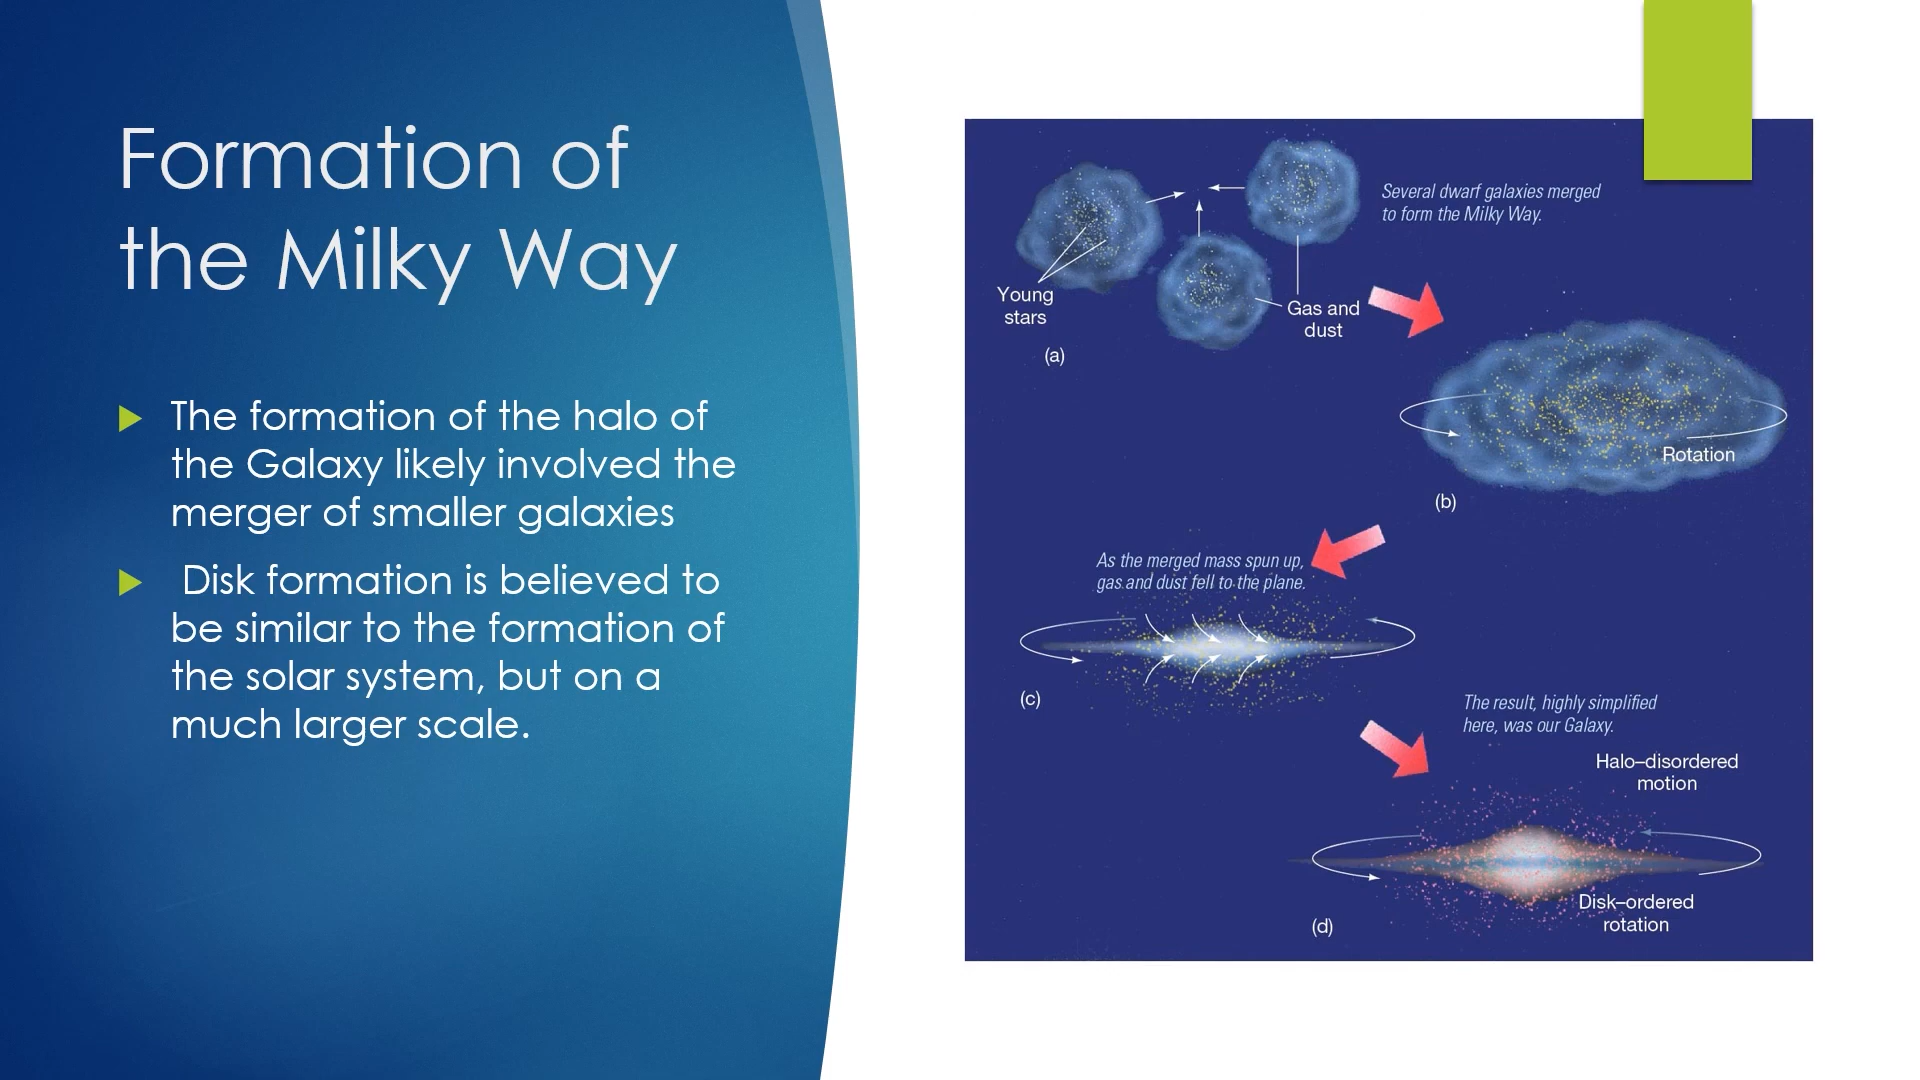 Formation of
the Milky Way
The formation of the halo of
the Galaxy likely involved the
merger of smaller galaxies
Disk formation is believed to
be similar to the formation of
the solar system, but on a
much larger scale.
Several dwarf galaxies merged
to form the Milky Way.
Young
stars
Gas and
dust
(a)
Rotation
(b)
As the merged mass spun up,
gas and dust fell to the plane.
(c)
The result, highly simplified
here, was our Galaxy.
Halo–disordered
motion
Disk–ordered
rotation
(d)